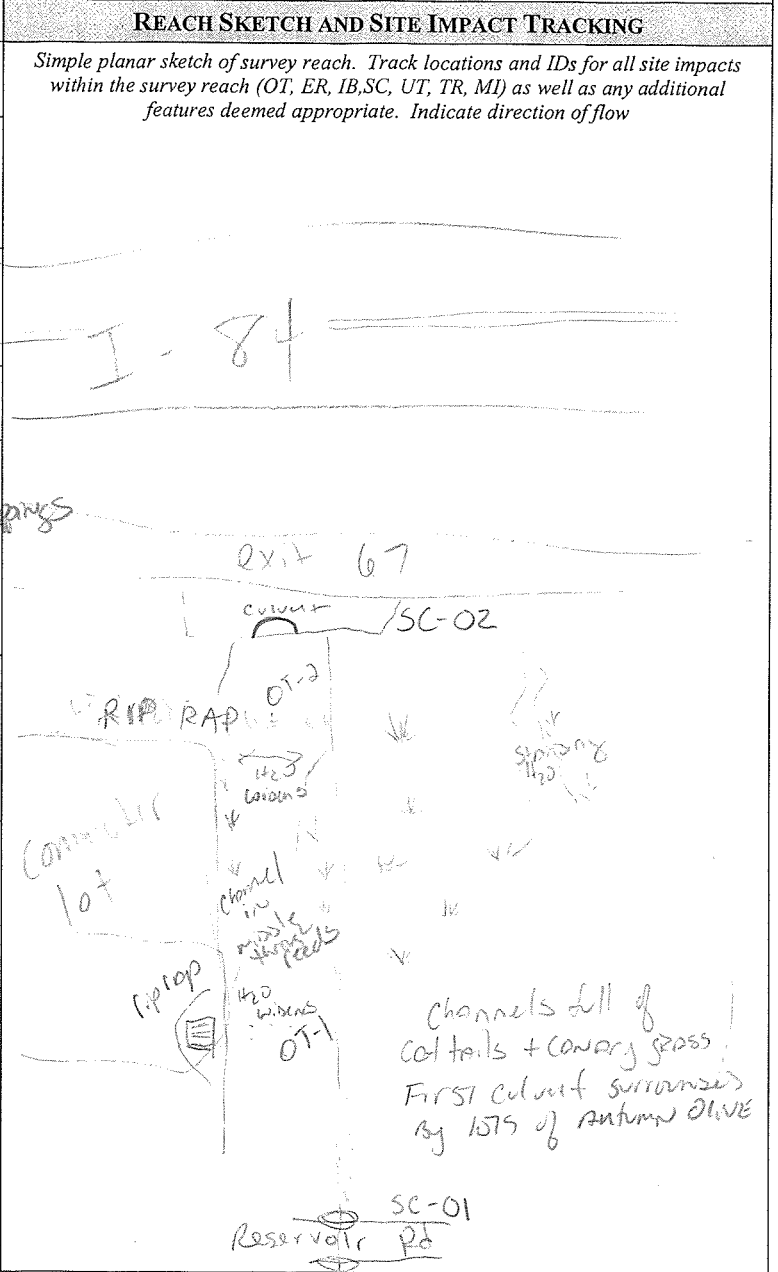 REACH SKETCH AND SITE IMPACT TRACKING
Simple planar sketch of survey reach. Track locations and IDs for all site impacts
within the survey reach (OT, ER, IB,SC, UT, TR, MI) as well as any additional
features deemed appropriate. Indicate direction of flow
I - 84
exit 67
culvert
SC-02
OT-2
RIP RAP
H2O
widens
standing
H2O
Commuter
lot
channel
in
middle
thru
reeds
rip rap
H2O
widens
OT-1
Channels full of
cattails + canary grass.
First culvert surrounded
By lots of Autumn Olive
SC-01
Reservoir Rd